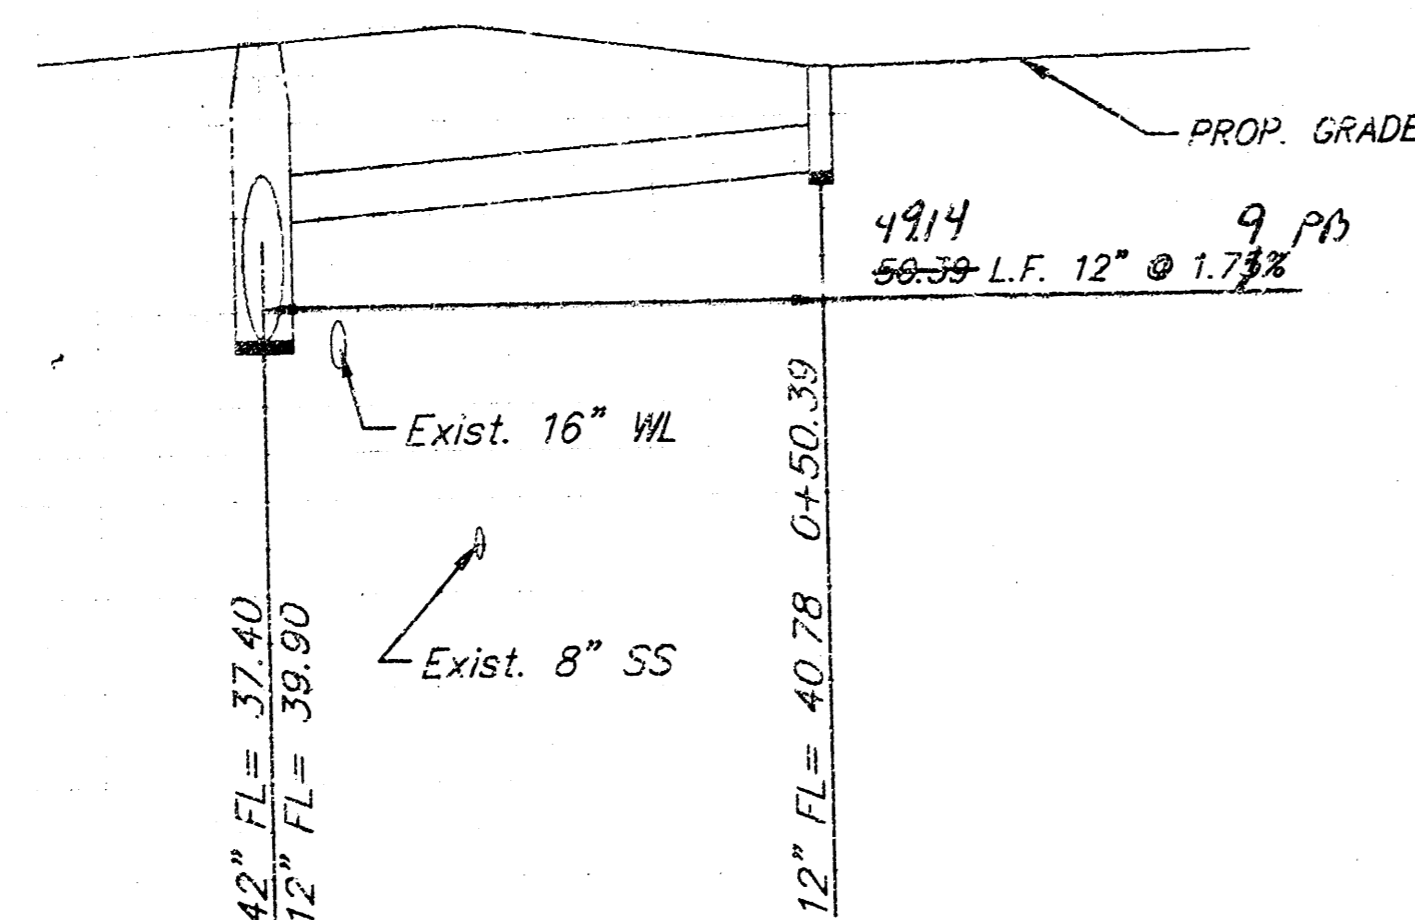 PROP. GRADE
49.14 9 PB
50.39 L.F. 12" @ 1.73%
Exist. 16" WL
Exist. 8" SS
42" FL= 37.40
12" FL= 39.90
12" FL= 40.78 0+50.39